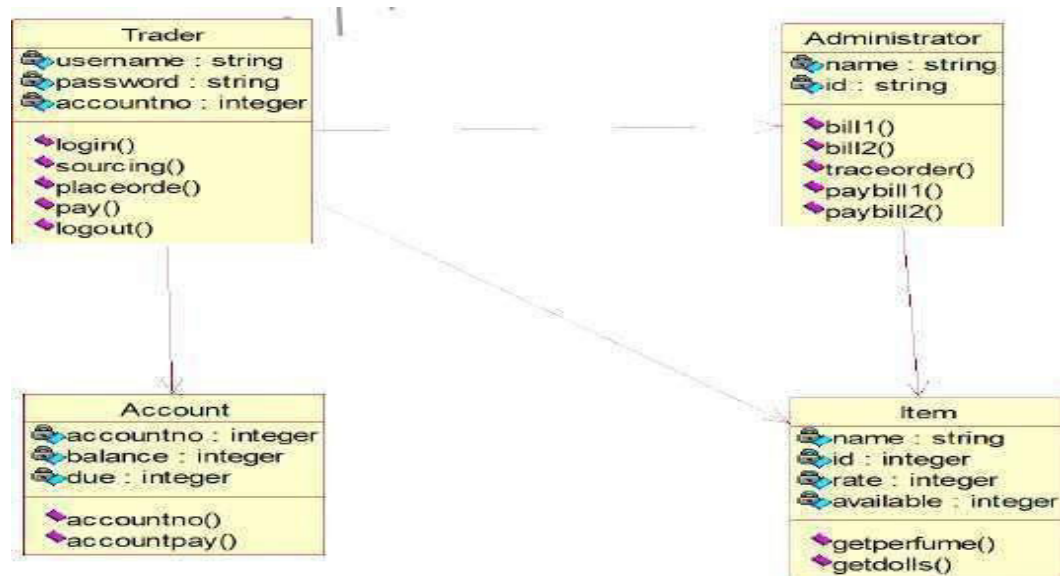 Trader
username : string
password : string
accountno : integer
login()
sourcing()
placeorde()
pay()
logout()
Administrator
name : string
id : string
bill1()
bill2()
traceorder()
paybill1()
paybill2()
Account
accountno : integer
balance : integer
due : integer
accountno()
accountpay()
Item
name : string
id : integer
rate : integer
available : integer
getperfume()
getdolls()